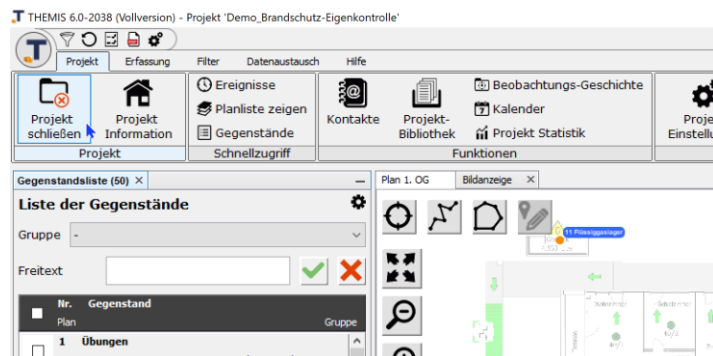 THEMIS 6.0-2038 (Vollversion) - Projekt 'Demo_Brandschutz-Eigenkontrolle'
Projekt Erfassung Filter Datenaustausch Hilfe
Projekt schließen
Projekt Information
Projekt
Ereignisse
Planliste zeigen
Gegenstände
Schnellzugriff
Kontakte
Projekt-
Bibliothek
Beobachtungs-Geschichte
Kalender
Projekt Statistik
Funktionen
Gegenstandsliste (50)
Liste der Gegenstände
Gruppe -
Freitext
Nr. Gegenstand
Plan Gruppe
1 Übungen
Plan 1. OG Bildanzeige
11 Flüssiggaslager